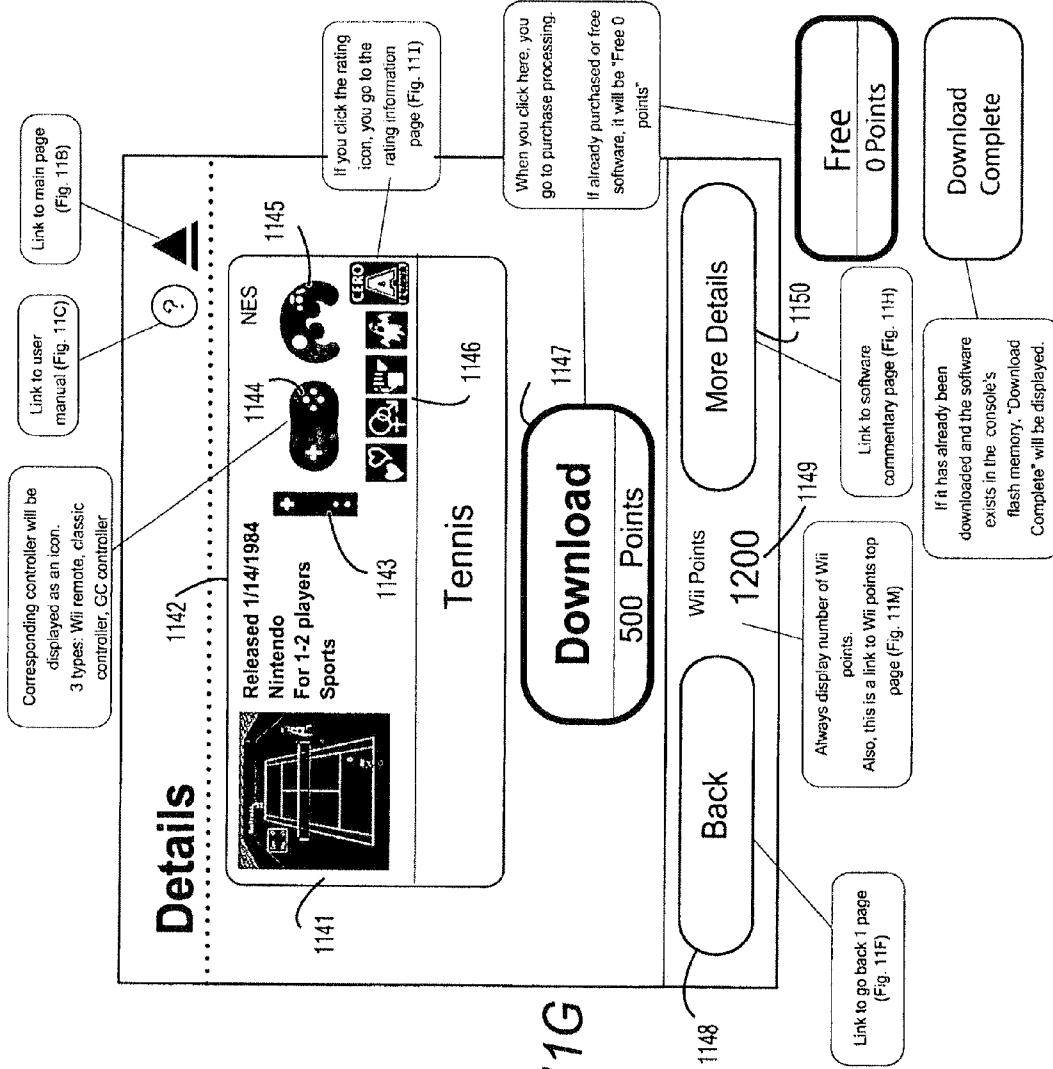 Link to main page
(Fig. 11B)
Link to user
manual (Fig. 11C)
Corresponding controller will be
displayed as an icon.
3 types: Wii remote, classic
controller, GC controller
If you click the rating
icon, you go to the
rating information
page (Fig. 11I)
When you click here, you
go to purchase processing.
If already purchased or free
software, it will be "Free 0
points"
Details
?
1142
Released 1/14/1984
Nintendo
For 1-2 players
Sports
NES
1144
1145
1143
CERO
A
1146
1141
Tennis
1147
Download
500 Points
Back
Wii Points
1200
More Details
1148
1149
1150
Link to go back 1 page
(Fig. 11F)
Always display number of Wii
points.
Also, this is a link to Wii points top
page (Fig. 11M)
Link to software
commentary page (Fig. 11H)
Free
0 Points
If it has already been
downloaded and the software
exists in the console's
flash memory, "Download
Complete" will be displayed.
Download
Complete
1G